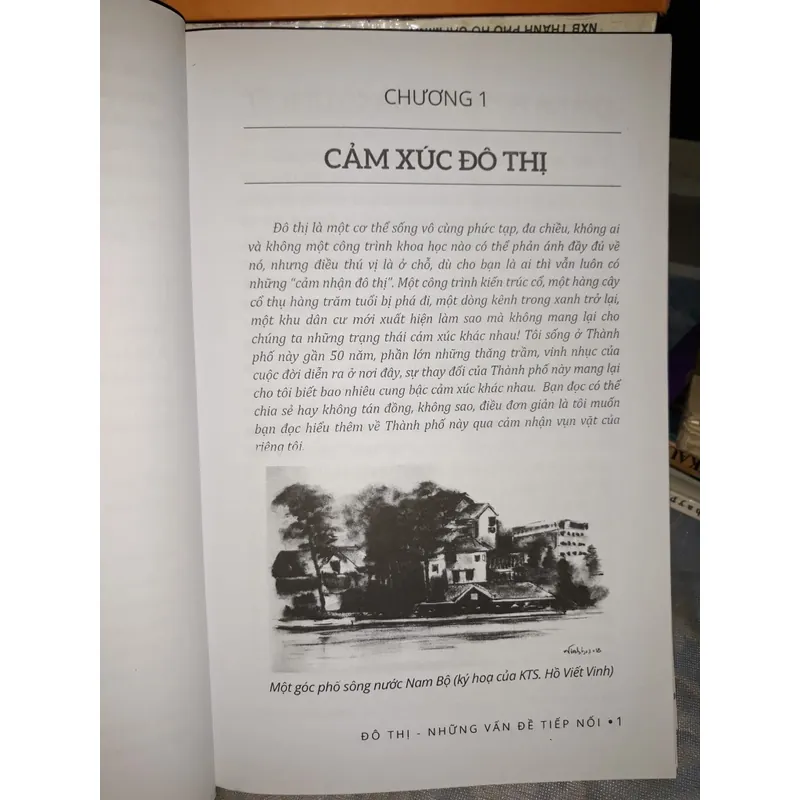 NXB THÀNH PHỐ HỒ CHÍ MIN
CHƯƠNG 1
CẢM XÚC ĐÔ THỊ
Đô thị là một cơ thể sống vô cùng phức tạp, đa chiều, không ai
và không một công trình khoa học nào có thể phản ánh đầy đủ về
nó, nhưng điều thú vị là ở chỗ, dù cho bạn là ai thì vẫn luôn có
những "cảm nhận đô thị". Một công trình kiến trúc cổ, một hàng cây
cổ thụ hàng trăm tuổi bị phá đi, một dòng kênh trong xanh trở lại,
một khu dân cư mới xuất hiện làm sao mà không mang lại cho
chúng ta những trạng thái cảm xúc khác nhau! Tôi sống ở Thành
phố này gần 50 năm, phần lớn những thăng trầm, vinh nhục của
cuộc đời diễn ra ở nơi đây, sự thay đổi của Thành phố này mang lại
cho tôi biết bao nhiêu cung bậc cảm xúc khác nhau. Bạn đọc có thể
chia sẻ hay không tán đồng, không sao, điều đơn giản là tôi muốn
bạn đọc hiểu thêm về Thành phố này qua cảm nhận vụn vặt của
riêng tôi.
Một góc phố sông nước Nam Bộ (ký hoạ của KTS. Hồ Viết Vinh)
ĐÔ THỊ - NHỮNG VẤN ĐỀ TIẾP NỐI • 1